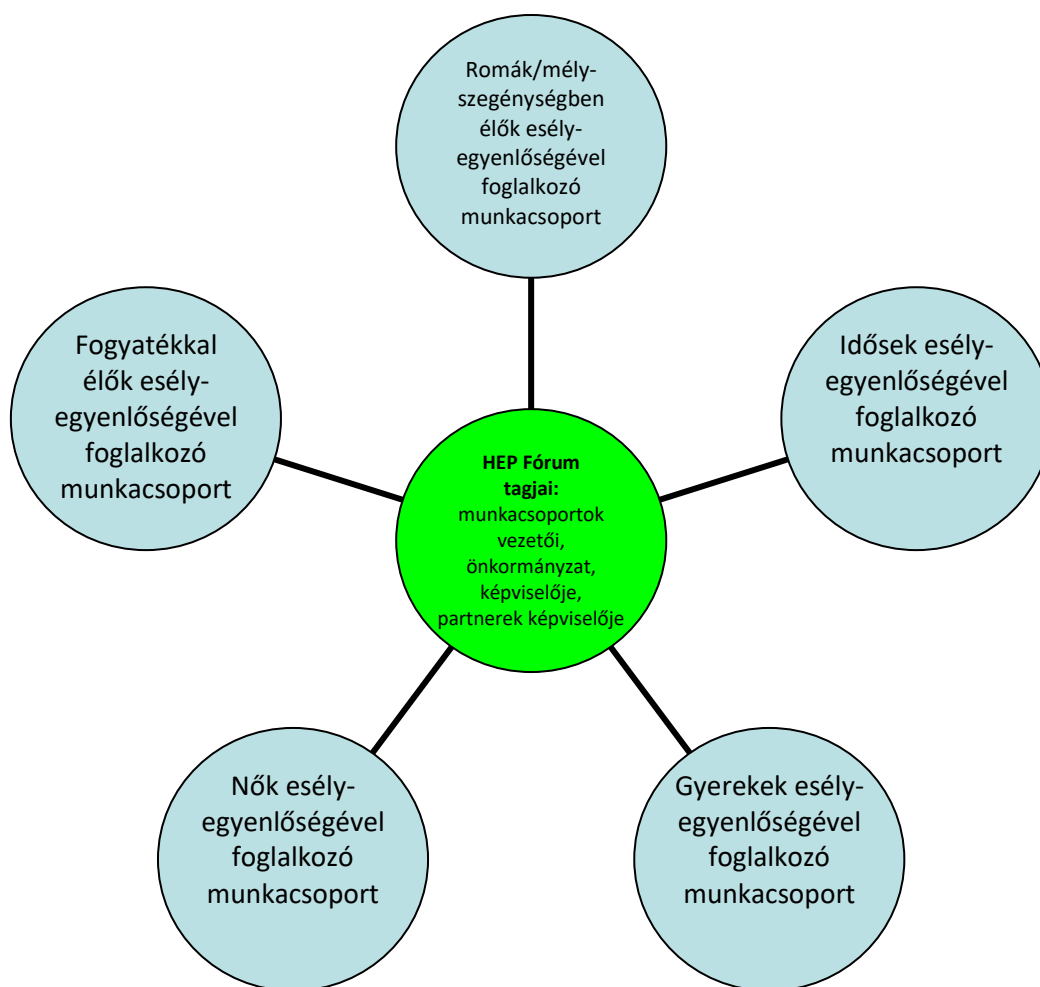 Romák/mély-
szegénységben
élők esély-
egyenlőségével
foglalkozó
munkacsoport
Fogyatékkal
élők esély-
egyenlőségével
foglalkozó
munkacsoport
Idősek esély-
egyenlőségével
foglalkozó
munkacsoport
HEP Fórum
tagjai:
munkacsoportok
vezetői,
önkormányzat,
képviselője,
partnerek képviselője
Nők esély-
egyenlőségével
foglalkozó
munkacsoport
Gyerekek esély-
egyenlőségével
foglalkozó
munkacsoport